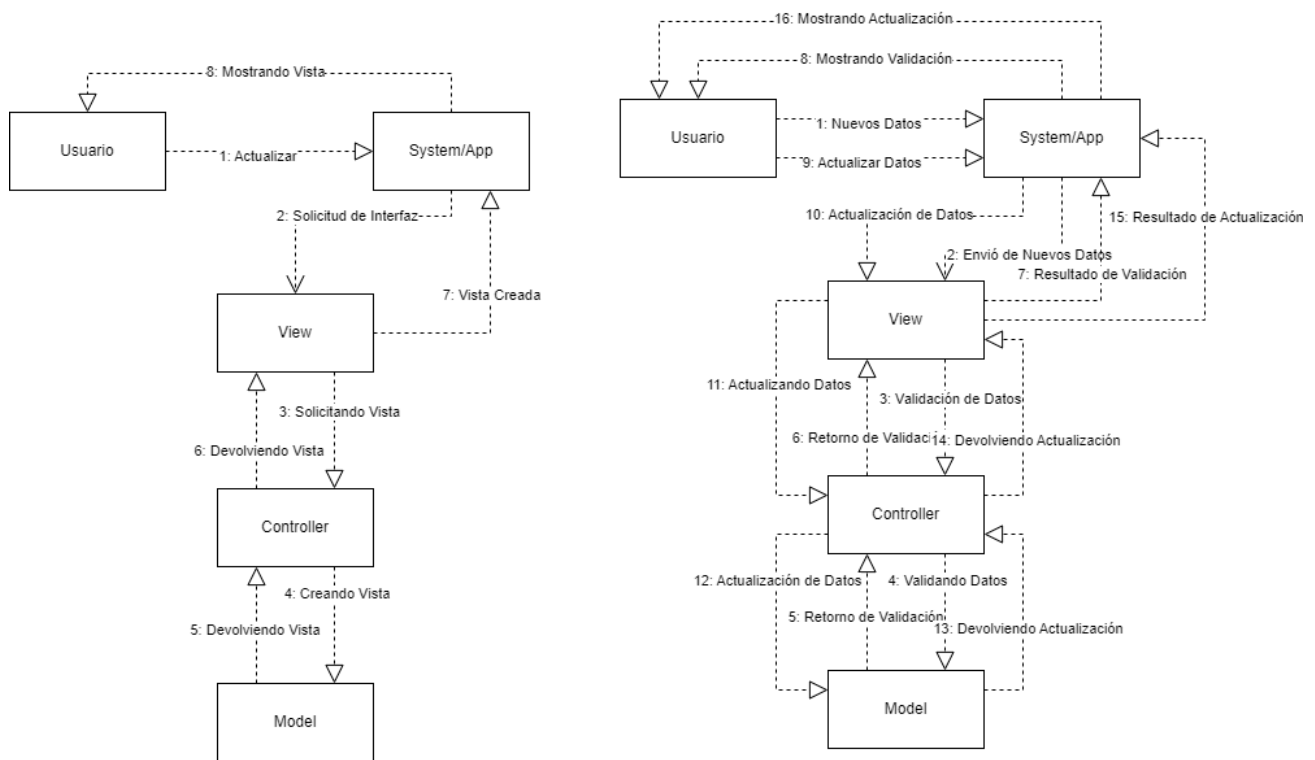 16: Mostrando Actualización
8: Mostrando Vista
8: Mostrando Validación
Usuario
1: Actualizar
System/App
Usuario
1: Nuevos Datos
9: Actualizar Datos
System/App
2: Solicitud de Interfaz
10: Actualización de Datos
15: Resultado de Actualización
2: Envió de Nuevos Datos
7: Resultado de Validación
7: Vista Creada
View
View
11: Actualizando Datos
3: Validación de Datos
3: Solicitando Vista
6: Devolviendo Vista
6: Retorno de Validació
14: Devolviendo Actualización
Controller
Controller
4: Creando Vista
12: Actualización de Datos
4: Validando Datos
5: Devolviendo Vista
5: Retorno de Validación
13: Devolviendo Actualización
Model
Model